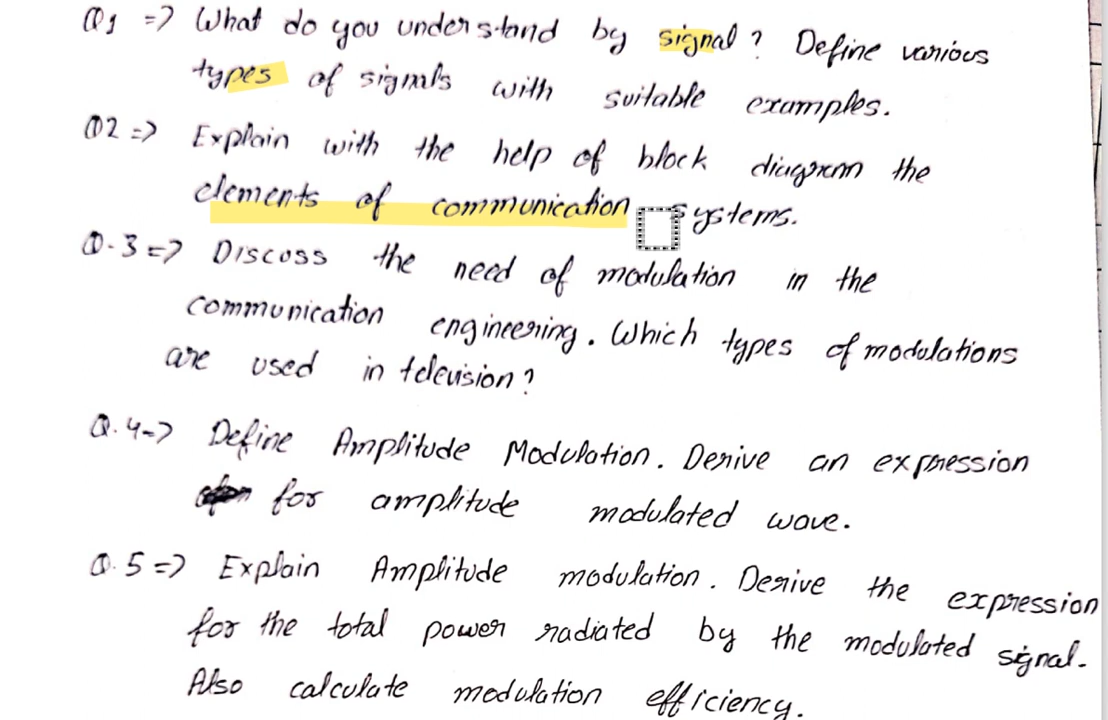 Q1 => What do you understand by signal? Define various
types of signals with suitable examples.
Q2 => Explain with the help of block diagram the
elements of communication systems.
Q.3 => Discuss the need of modulation in the
communication engineering. Which types of modulations
are used in television?
Q.4=> Define Amplitude Modulation. Derive an expression
for amplitude modulated wave.
Q.5 => Explain Amplitude modulation. Derive the expression
for the total power radiated by the modulated signal.
Also calculate modulation efficiency.